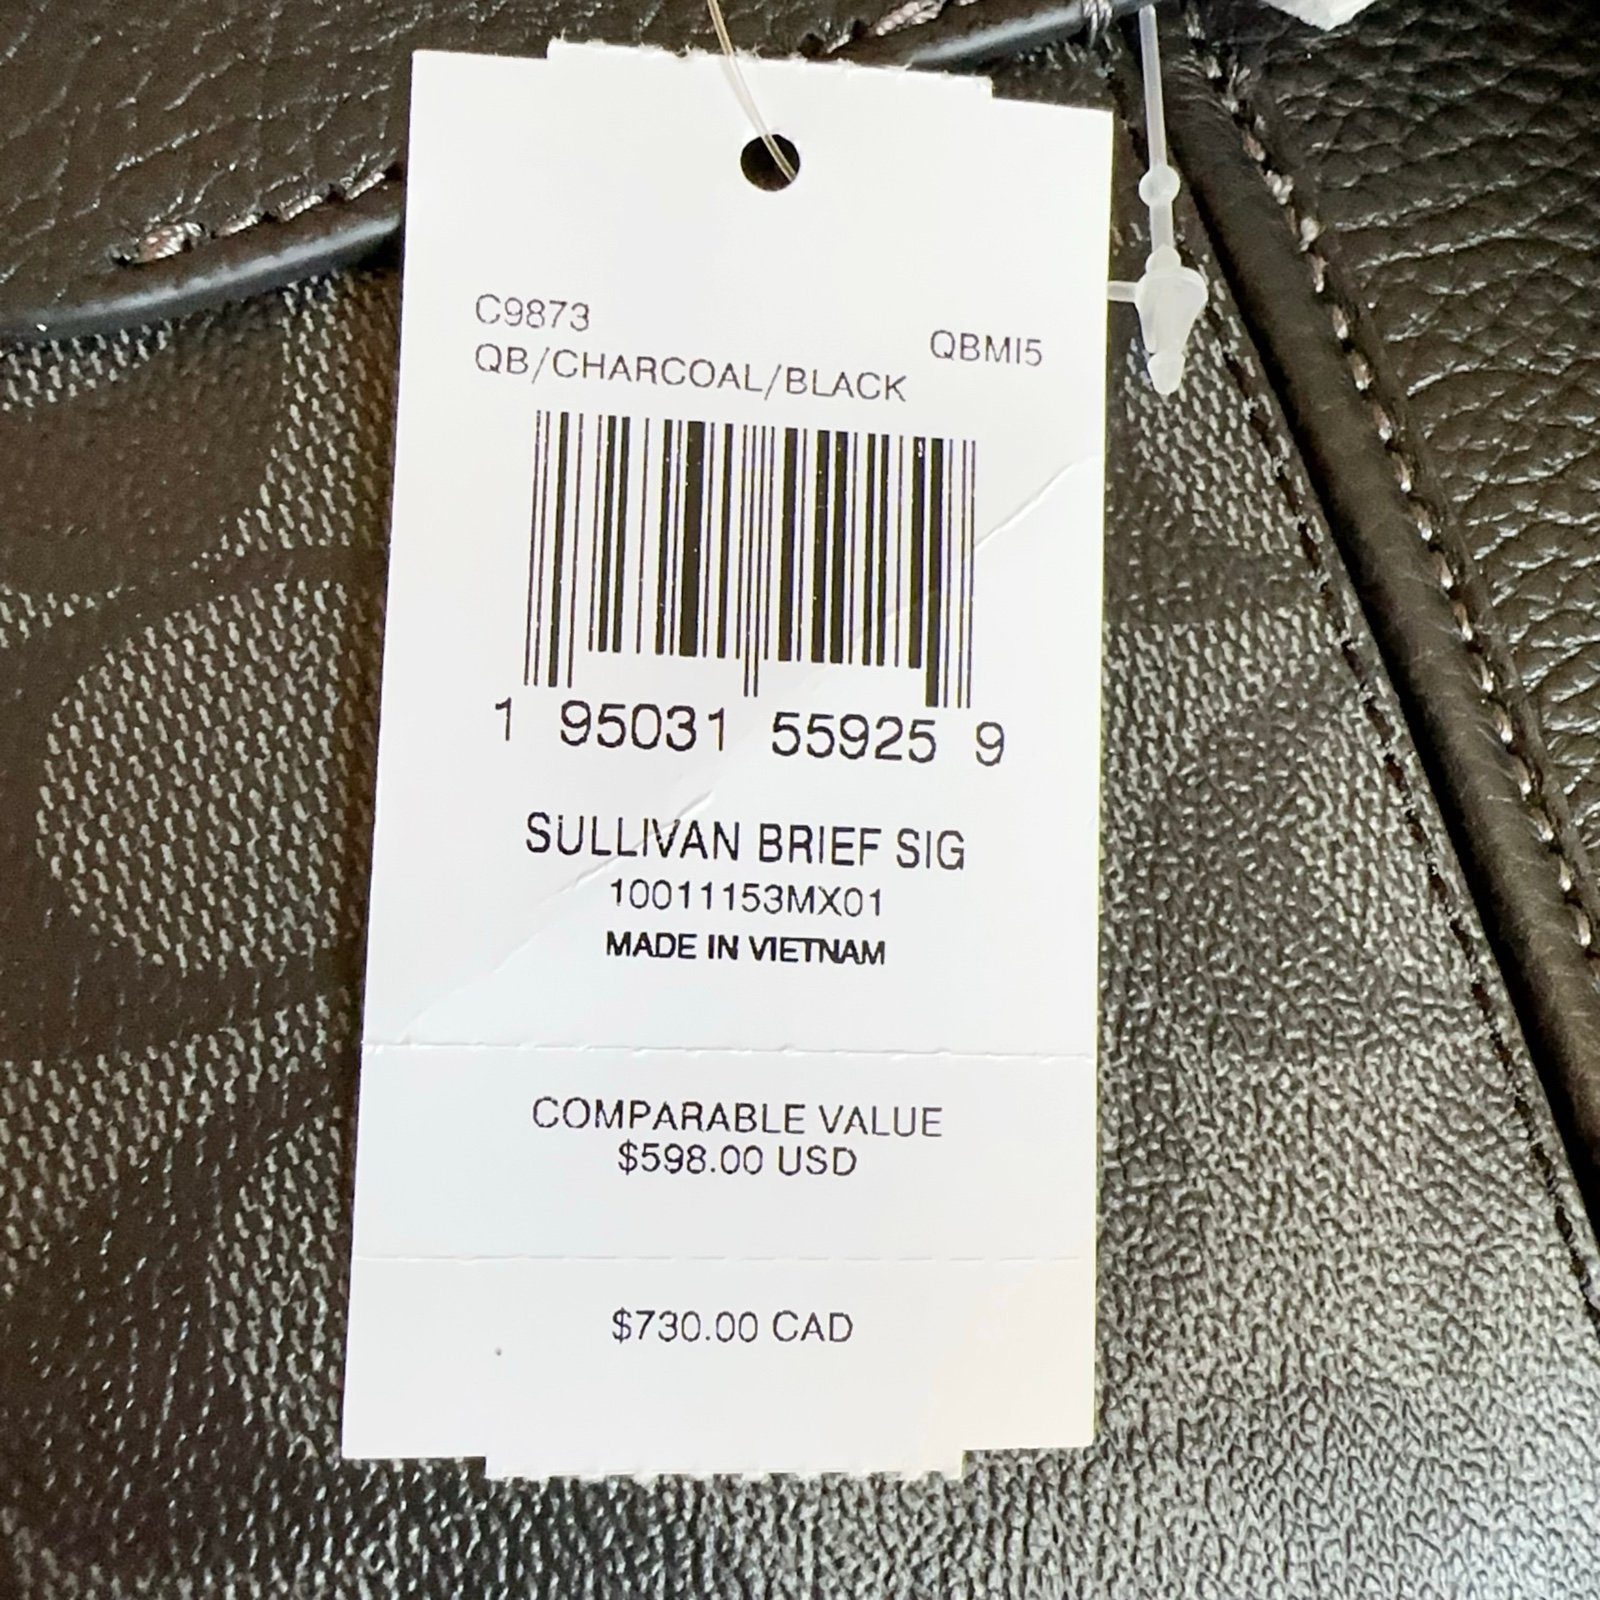 C9873
QBMI5
QB/CHARCOAL/BLACK
1 95031 55925 9
SULLIVAN BRIEF SIG
10011153MX01
MADE IN VIETNAM
COMPARABLE VALUE
$598.00 USD
$730.00 CAD